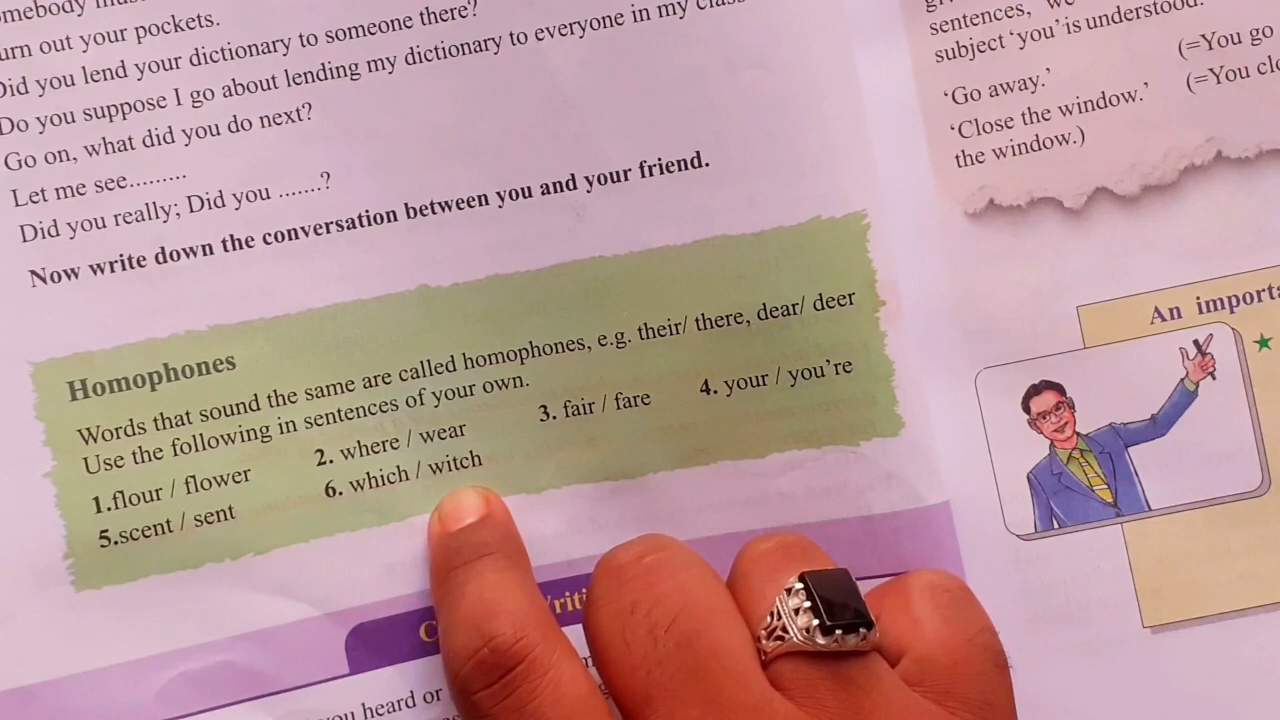 urn out your pockets.
Did you lend your dictionary to someone there?
Do you suppose I go about lending my dictionary to everyone in my class
Go on, what did you do next?
Let me see.........
Did you really; Did you .......?
Now write down the conversation between you and your friend.
Homophones
Words that sound the same are called homophones, e.g. their/ there, dear/ deer
Use the following in sentences of your own.
1.flour / flower 2. where / wear 3. fair / fare 4. your / you're
5.scent / sent 6. which / witch
you heard or
sentences,
subject 'you' is understood.
'Go away.' (=You go
'Close the window.' (=You clo
the window.)
An importa